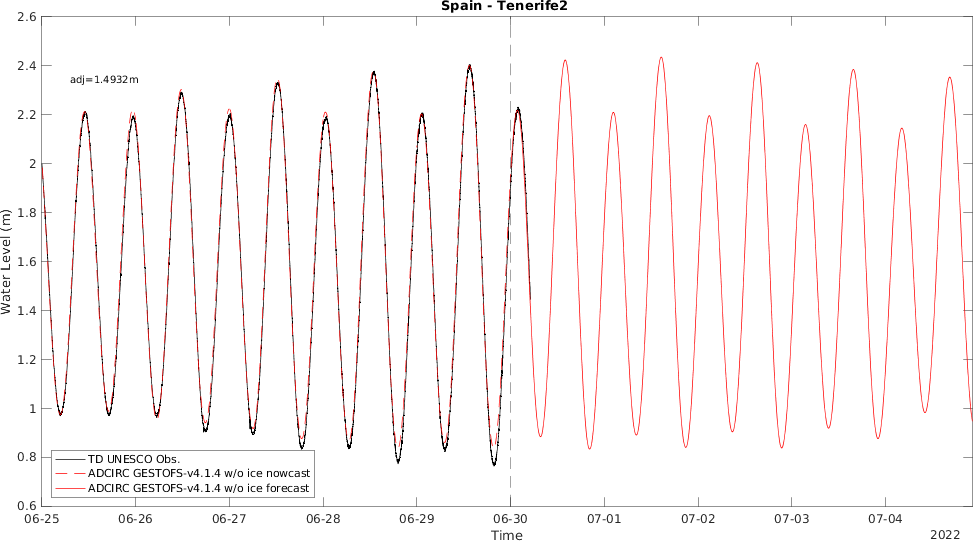 Spain - Tenerife2
adj=1.4932m
Water Level (m)
2.6
2.4
2.2
2
1.8
1.6
1.4
1.2
1
0.8
0.6
TD UNESCO Obs.
ADCIRC GESTOFS-v4.1.4 w/o ice nowcast
ADCIRC GESTOFS-v4.1.4 w/o ice forecast
06-25 06-26 06-27 06-28 06-29 06-30 07-01 07-02 07-03 07-04
Time
2022